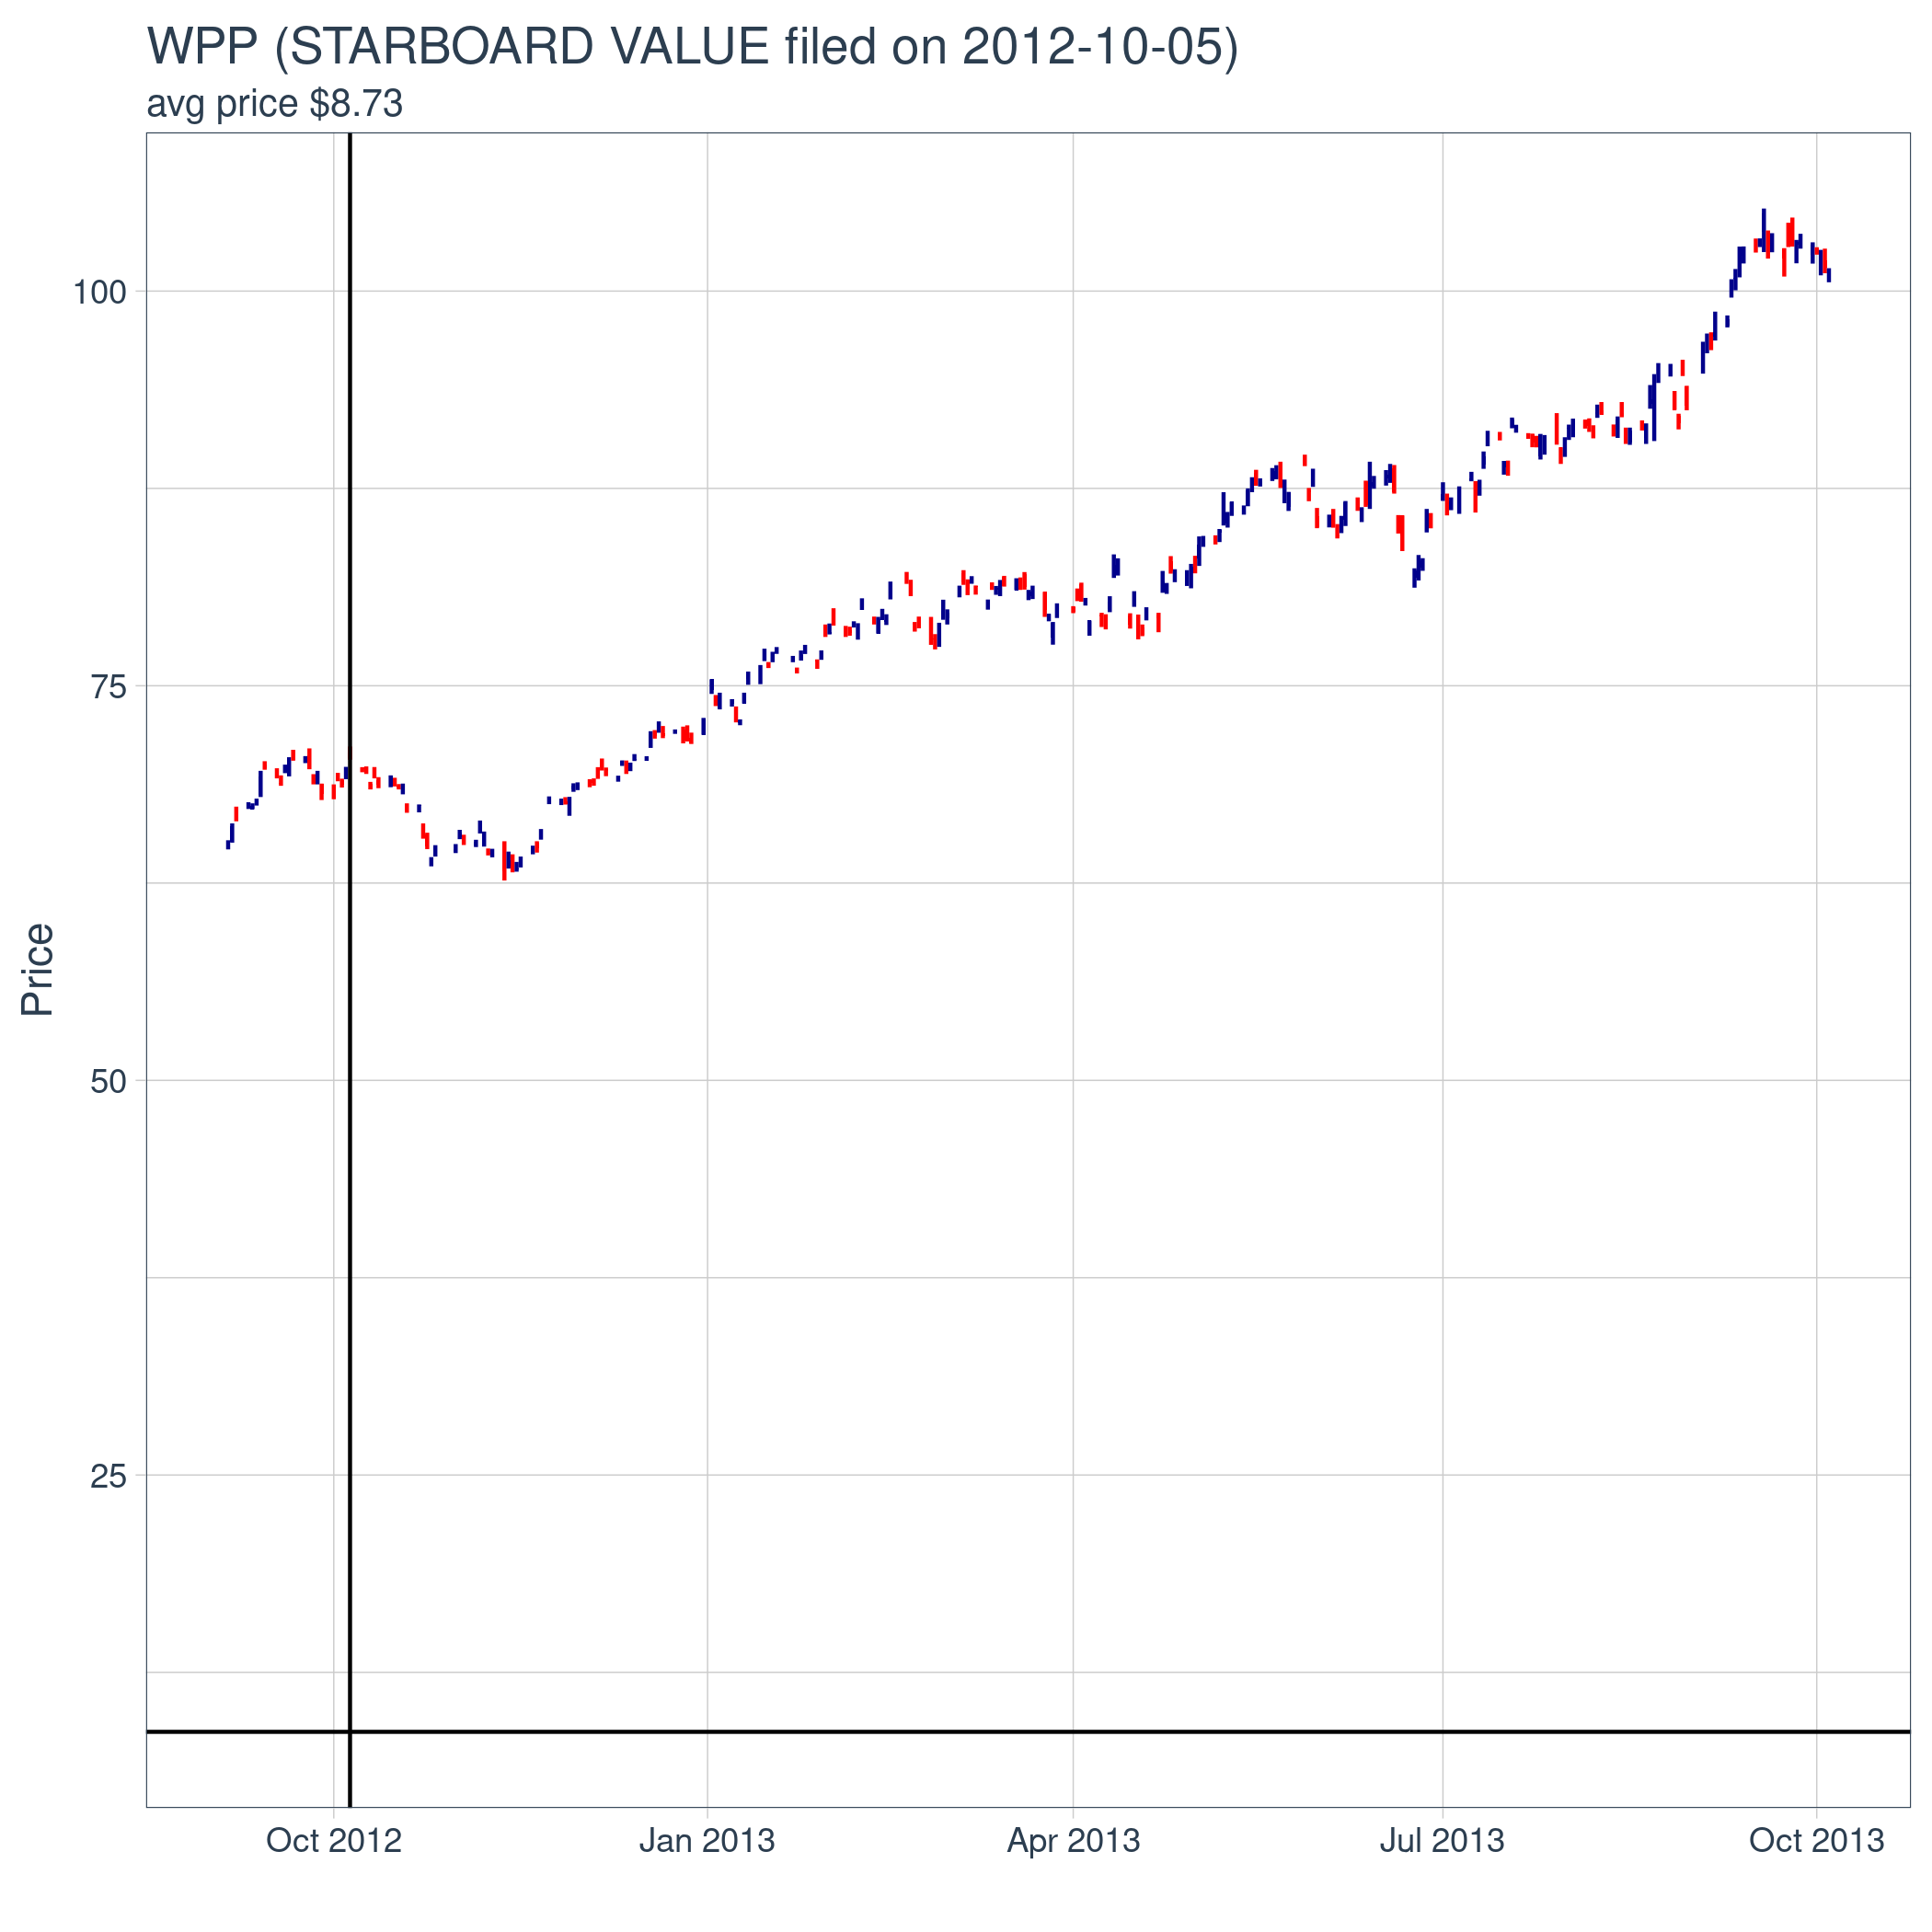 WPP (STARBOARD VALUE filed on 2012-10-05)
avg price $8.73
100
75
Price
50
25
Oct 2012
Jan 2013
Apr 2013
Jul 2013
Oct 2013